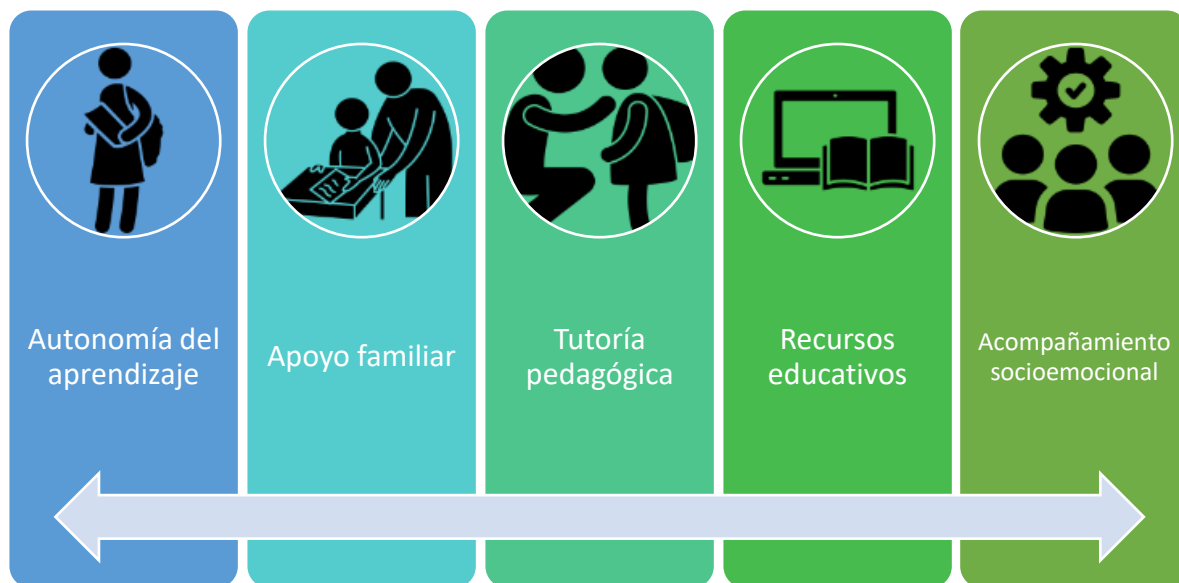 Autonomía del
aprendizaje
Apoyo familiar
Tutoría
pedagógica
Recursos
educativos
Acompañamiento
socioemocional